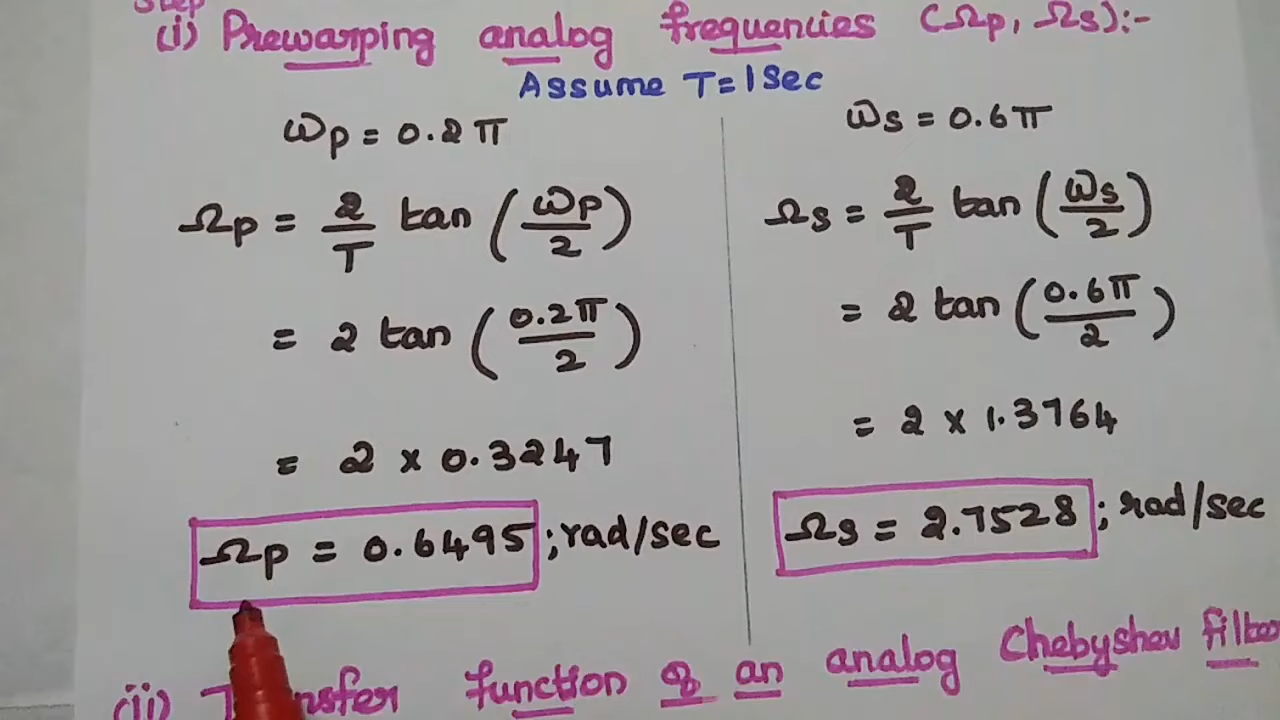 Step
(i) Prewarping analog frequencies (Ωp, Ωs):-
Assume T=1Sec
ωp = 0.2π
Ωp = 2/T tan (ωp/2)
= 2 tan (0.2π/2)
= 2 × 0.3247
Ωp = 0.6495 ; rad/sec
ωs = 0.6π
Ωs = 2/T tan (ωs/2)
= 2 tan (0.6π/2)
= 2 × 1.3764
Ωs = 2.7528 ; rad/sec
(ii) function of an analog Chebyshev filter